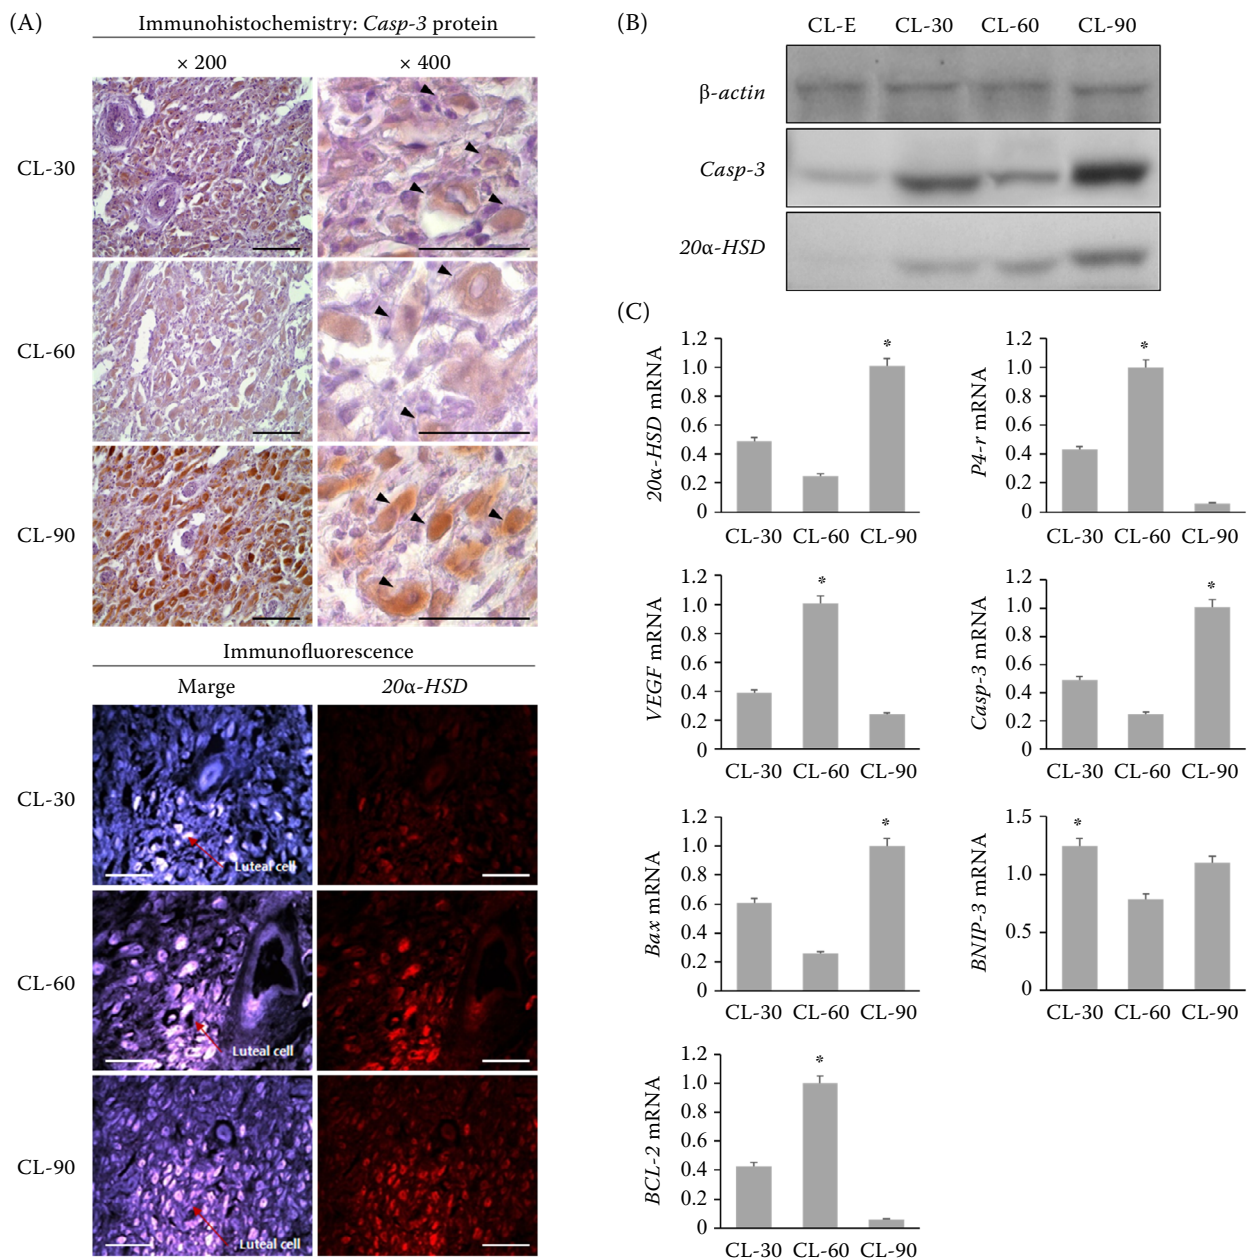 (A)
Immunohistochemistry: Casp-3 protein
× 200
× 400
CL-30
CL-60
CL-90
Immunofluorescence
Marge
20α-HSD
CL-30
Luteal cell
CL-60
Luteal cell
CL-90
Luteal cell
(B)
CL-E CL-30 CL-60 CL-90
β-actin
Casp-3
20α-HSD
(C)
20α-HSD mRNA
1.2
1.0
0.8
0.6
0.4
0.2
0
*
CL-30 CL-60 CL-90
P4-r mRNA
1.2
1.0
0.8
0.6
0.4
0.2
0
*
CL-30 CL-60 CL-90
VEGF mRNA
1.2
1.0
0.8
0.6
0.4
0.2
0
*
CL-30 CL-60 CL-90
Casp-3 mRNA
1.2
1.0
0.8
0.6
0.4
0.2
0
*
CL-30 CL-60 CL-90
Bax mRNA
1.2
1.0
0.8
0.6
0.4
0.2
0
*
CL-30 CL-60 CL-90
BNIP-3 mRNA
1.5
1.0
0.5
0
*
CL-30 CL-60 CL-90
BCL-2 mRNA
1.2
1.0
0.8
0.6
0.4
0.2
0
*
CL-30 CL-60 CL-90